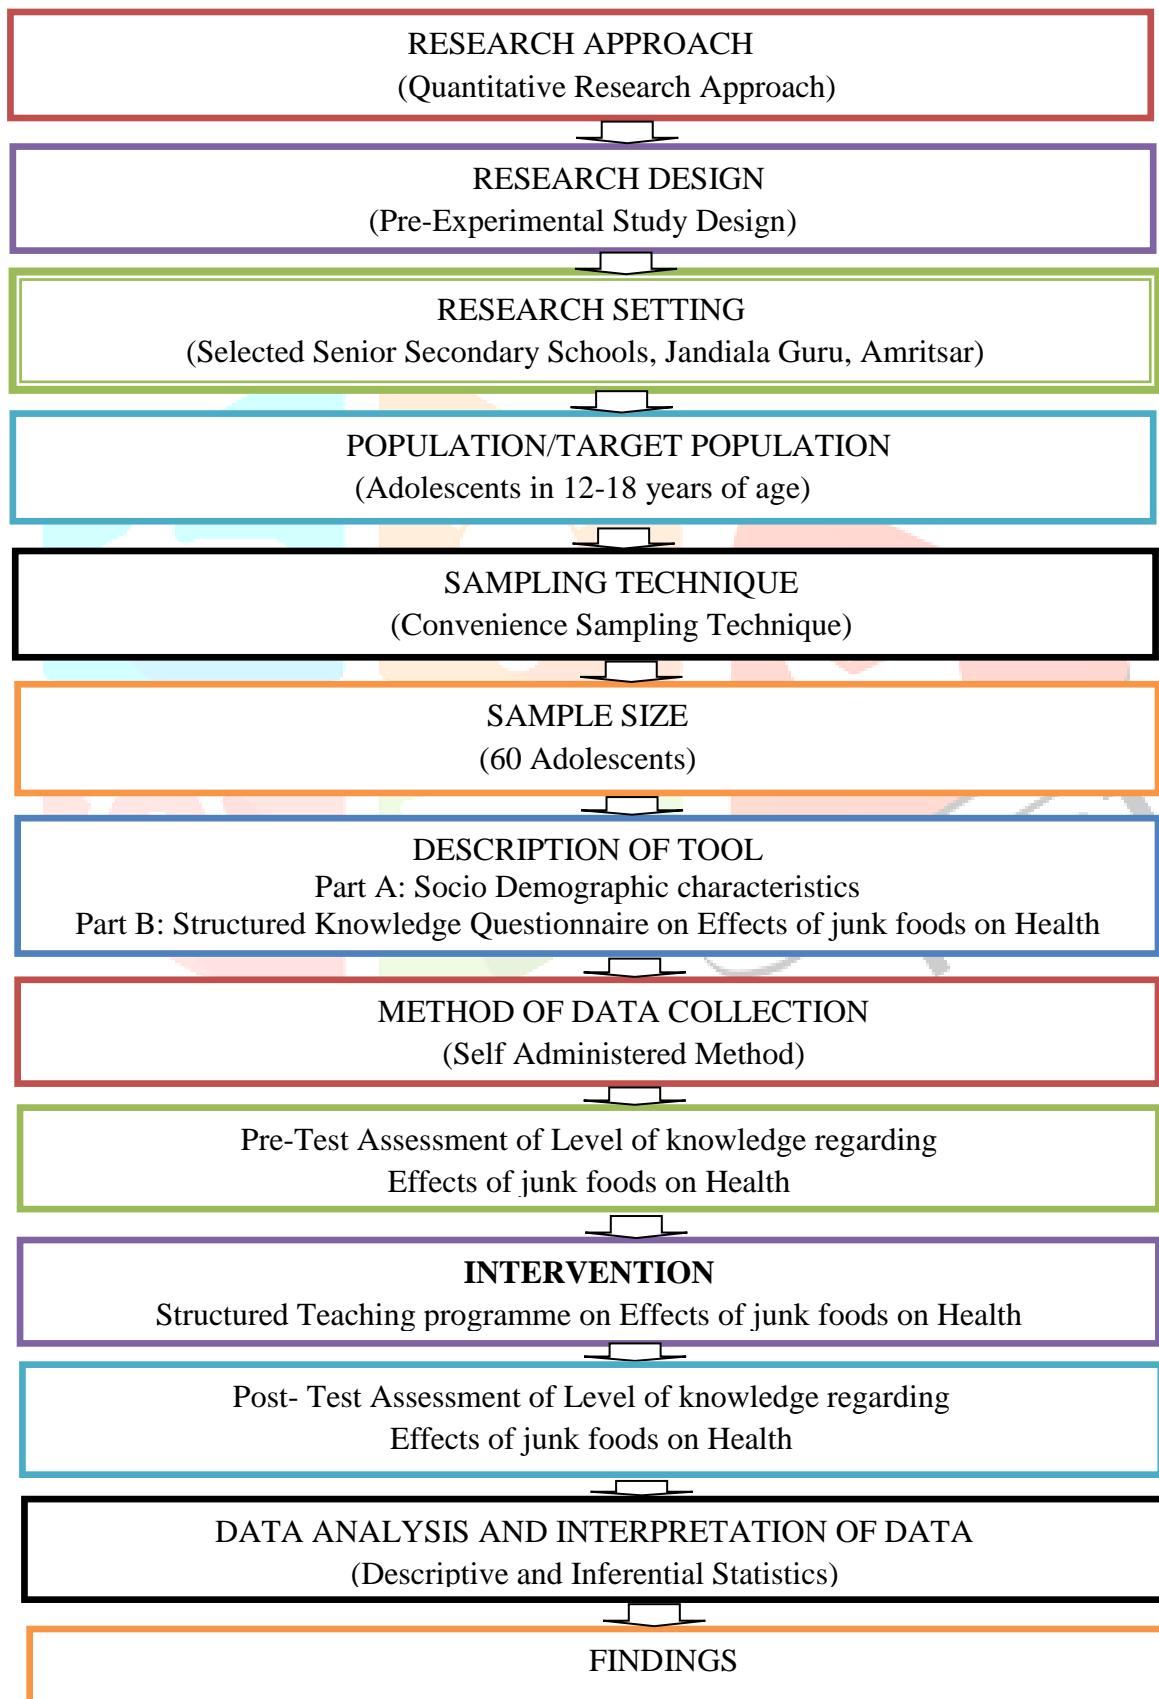 RESEARCH APPROACH
(Quantitative Research Approach)
RESEARCH DESIGN
(Pre-Experimental Study Design)
RESEARCH SETTING
(Selected Senior Secondary Schools, Jandiala Guru, Amritsar)
POPULATION/TARGET POPULATION
(Adolescents in 12-18 years of age)
SAMPLING TECHNIQUE
(Convenience Sampling Technique)
SAMPLE SIZE
(60 Adolescents)
DESCRIPTION OF TOOL
Part A: Socio Demographic characteristics
Part B: Structured Knowledge Questionnaire on Effects of junk foods on Health
METHOD OF DATA COLLECTION
(Self Administered Method)
Pre-Test Assessment of Level of knowledge regarding
Effects of junk foods on Health
INTERVENTION
Structured Teaching programme on Effects of junk foods on Health
Post- Test Assessment of Level of knowledge regarding
Effects of junk foods on Health
DATA ANALYSIS AND INTERPRETATION OF DATA
(Descriptive and Inferential Statistics)
FINDINGS